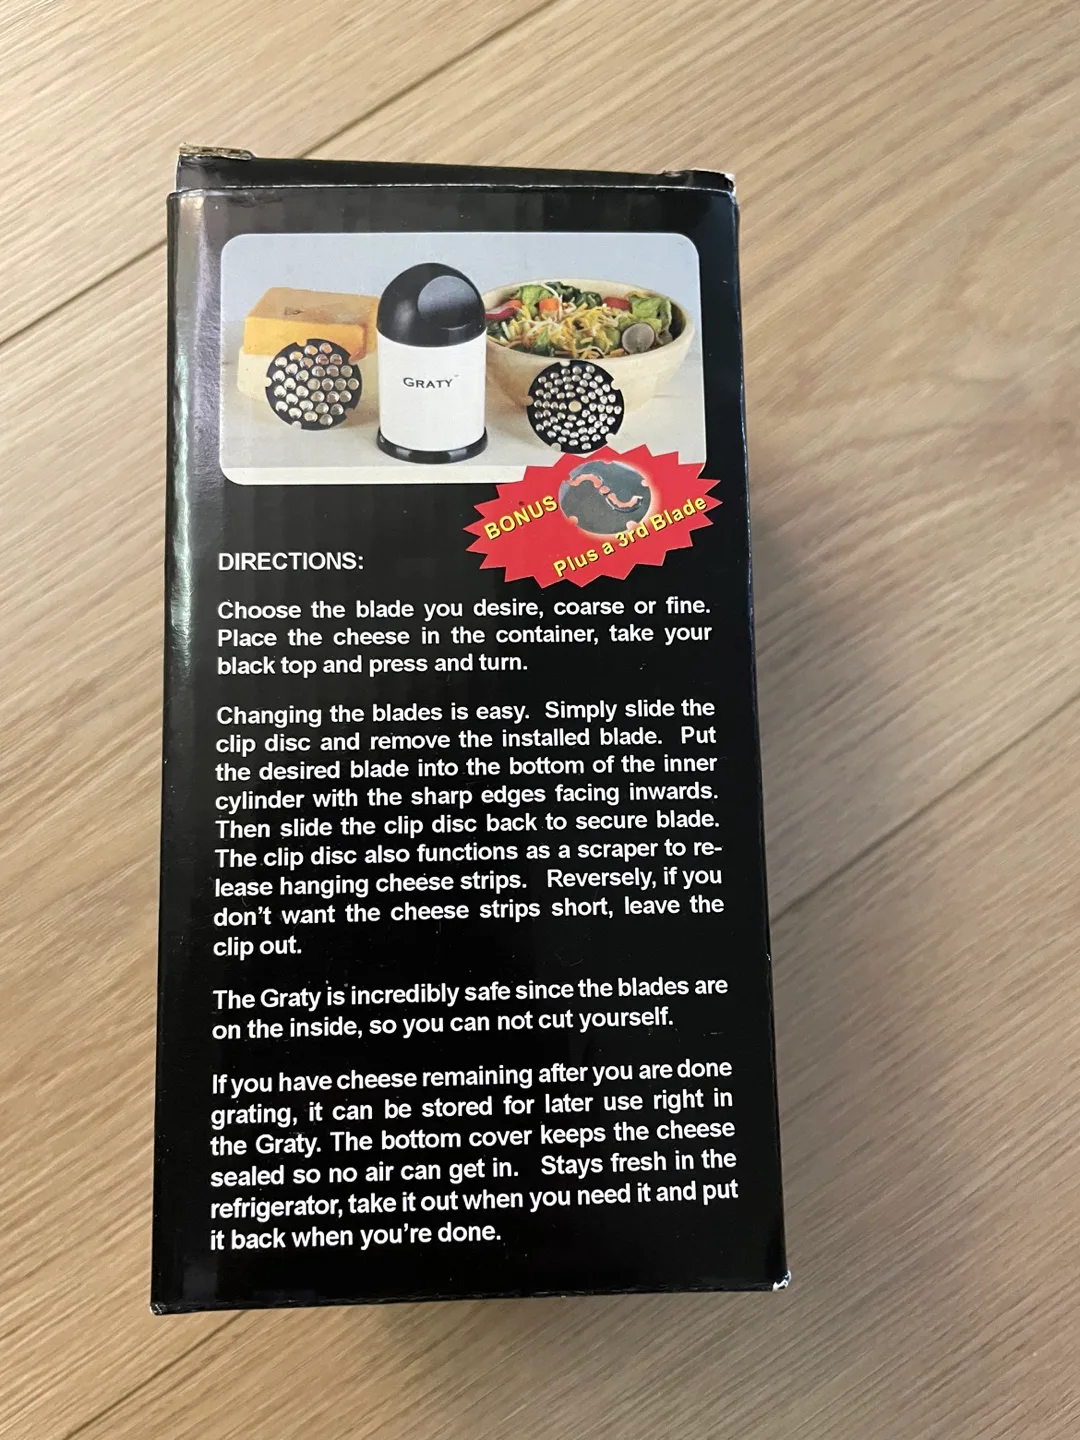 GRATY™
BONUS
Plus a 3rd Blade
DIRECTIONS:
Choose the blade you desire, coarse or fine.
Place the cheese in the container, take your
black top and press and turn.
Changing the blades is easy. Simply slide the
clip disc and remove the installed blade. Put
the desired blade into the bottom of the inner
cylinder with the sharp edges facing inwards.
Then slide the clip disc back to secure blade.
The clip disc also functions as a scraper to re-
lease hanging cheese strips. Reversely, if you
don't want the cheese strips short, leave the
clip out.
The Graty is incredibly safe since the blades are
on the inside, so you can not cut yourself.
If you have cheese remaining after you are done
grating, it can be stored for later use right in
the Graty. The bottom cover keeps the cheese
sealed so no air can get in. Stays fresh in the
refrigerator, take it out when you need it and put
it back when you're done.